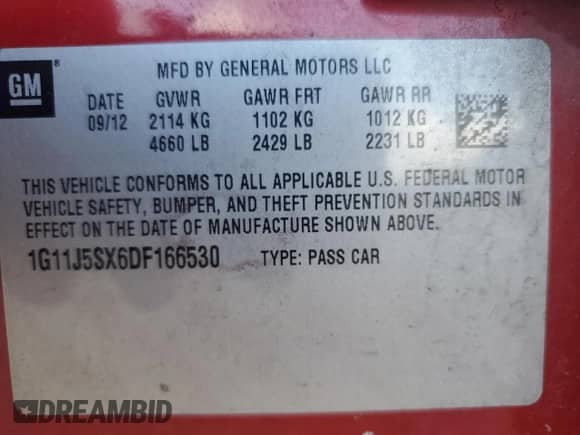 GM ®
MFD BY GENERAL MOTORS LLC
DATE GVWR GAWR FRT GAWR RR
09/12 2114 KG 1102 KG 1012 KG
4660 LB 2429 LB 2231 LB
THIS VEHICLE CONFORMS TO ALL APPLICABLE U.S. FEDERAL MOTOR
VEHICLE SAFETY, BUMPER, AND THEFT PREVENTION STANDARDS IN
EFFECT ON THE DATE OF MANUFACTURE SHOWN ABOVE.
1G11J5SX6DF166530 TYPE: PASS CAR
DREAMBID